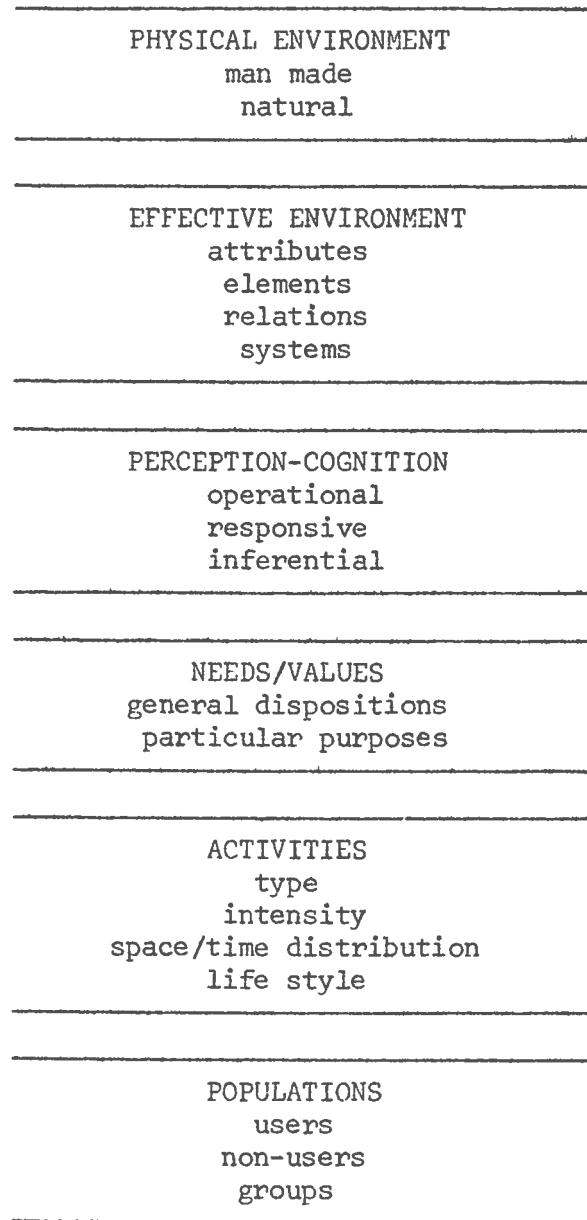 PHYSICAL ENVIRONMENT
man made
natural
EFFECTIVE ENVIRONMENT
attributes
elements
relations
systems
PERCEPTION-COGNITION
operational
responsive
inferential
NEEDS/VALUES
general dispositions
particular purposes
ACTIVITIES
type
intensity
space/time distribution
life style
POPULATIONS
users
non-users
groups